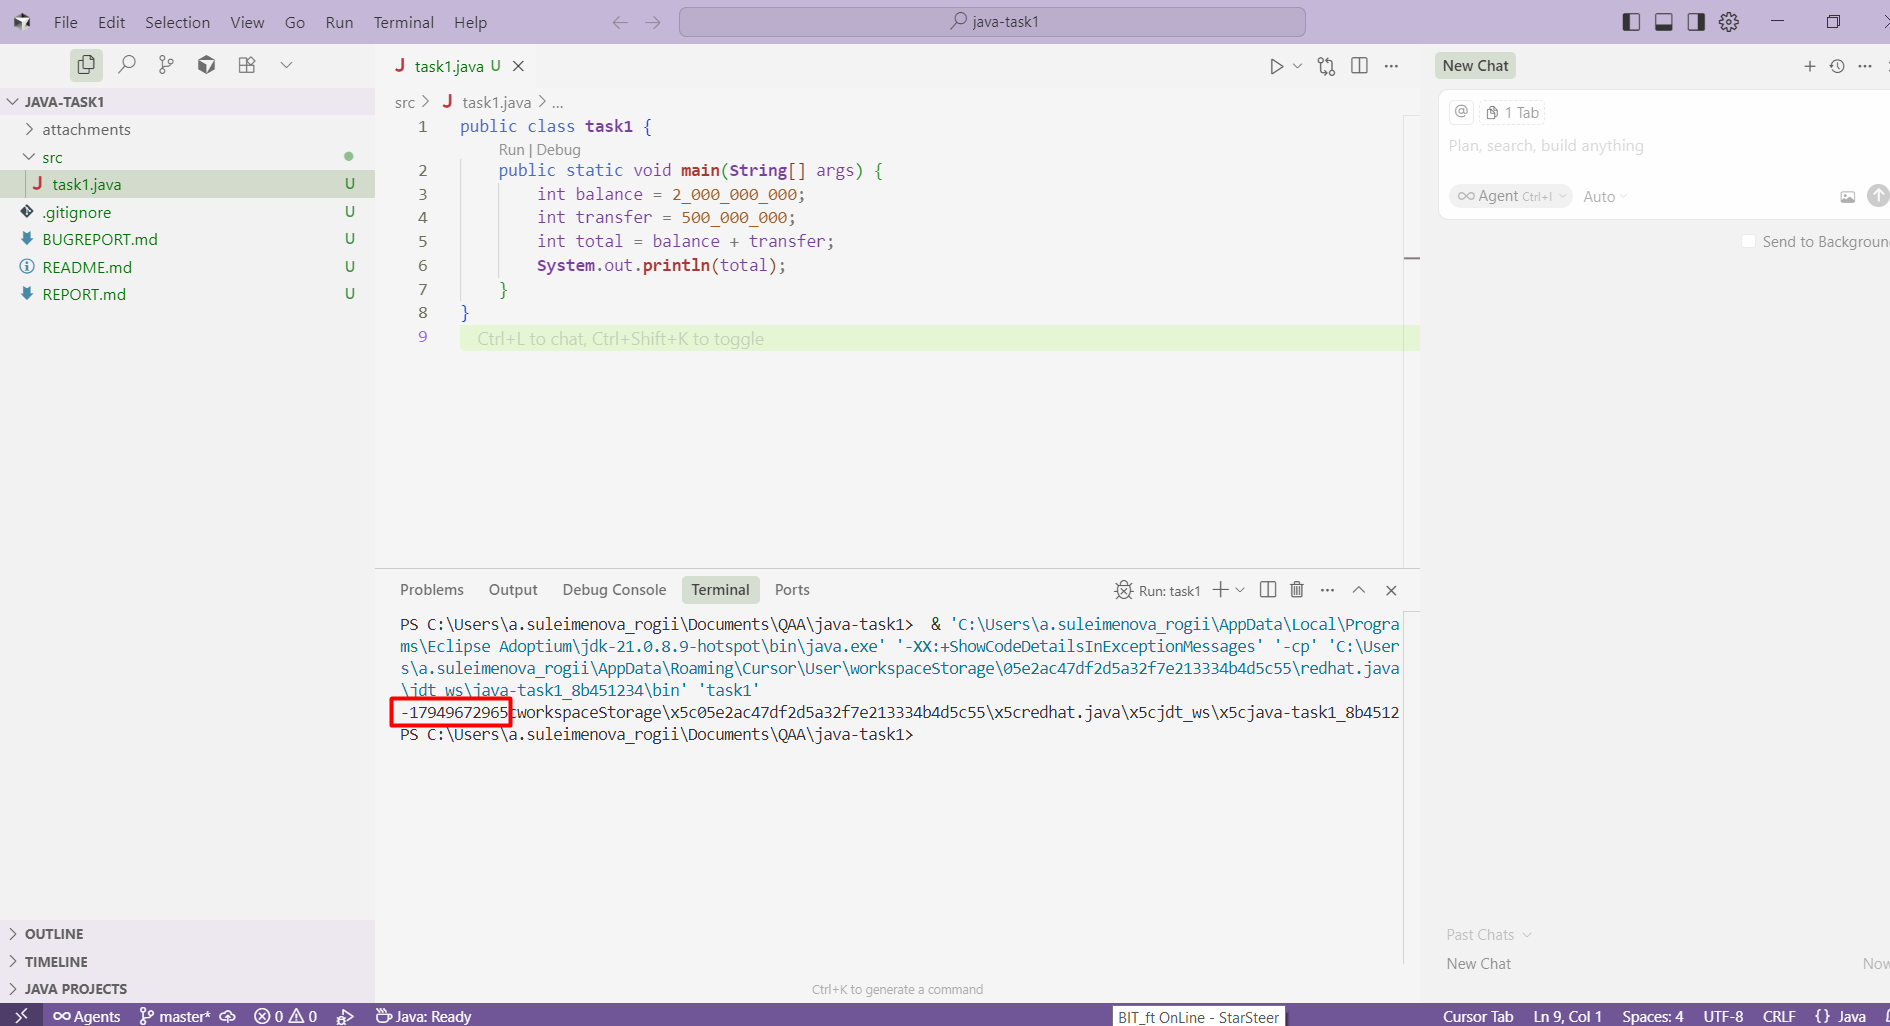 File Edit Selection View Go Run Terminal Help
java-task1
task1.java U
New Chat
JAVA-TASK1
attachments
src
task1.java U
.gitignore U
BUGREPORT.md U
README.md U
REPORT.md U
src > task1.java > ...
1 public class task1 {
Run | Debug
2 public static void main(String[] args) {
3 int balance = 2_000_000_000;
4 int transfer = 500_000_000;
5 int total = balance + transfer;
6 System.out.println(total);
7 }
8 }
9 Ctrl+L to chat, Ctrl+Shift+K to toggle
@ 1 Tab
Plan, search, build anything
Agent Ctrl+I Auto
Send to Background
Problems Output Debug Console Terminal Ports
Run: task1
PS C:\Users\a.suleimenova_rogii\Documents\QAA\java-task1> & 'C:\Users\a.suleimenova_rogii\AppData\Local\Progra
ms\Eclipse Adoptium\jdk-21.0.8.9-hotspot\bin\java.exe' '-XX:+ShowCodeDetailsInExceptionMessages' '-cp' 'C:\User
s\a.suleimenova_rogii\AppData\Roaming\Cursor\User\workspaceStorage\05e2ac47df2d5a32f7e213334b4d5c55\redhat.java
\jdt_ws\java-task1_8b451234\bin' 'task1'
-17949672965cworkspaceStorage\x5c05e2ac47df2d5a32f7e213334b4d5c55\x5credhat.java\x5cjdt_ws\x5cjava-task1_8b4512
PS C:\Users\a.suleimenova_rogii\Documents\QAA\java-task1>
Ctrl+K to generate a command
Past Chats
New Chat Now
OUTLINE
TIMELINE
JAVA PROJECTS
Agents master* 0 0 Java: Ready
BIT_ft OnLine - StarSteer
Cursor Tab Ln 9, Col 1 Spaces: 4 UTF-8 CRLF {} Java